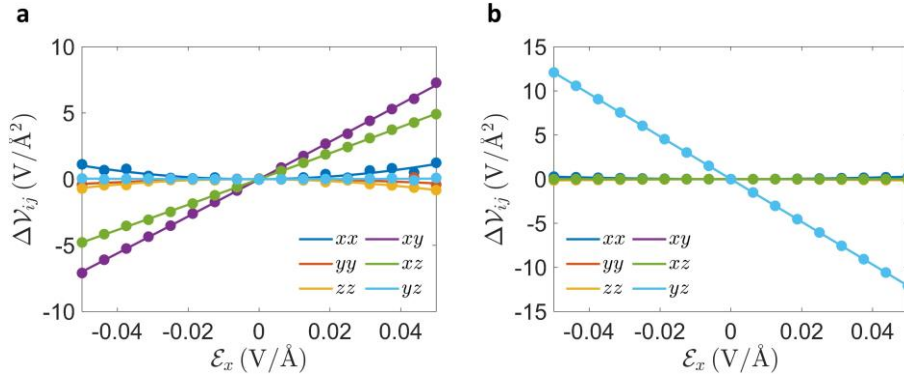 a
b
10
5
0
-5
-10
-0.04
-0.02
0
0.02
0.04
ΔV_ij (V/Å²)
ℰ_x (V/Å)
xx
xy
yy
xz
zz
yz
15
10
5
0
-5
-10
-15
-0.04
-0.02
0
0.02
0.04
ΔV_ij (V/Å²)
ℰ_x (V/Å)
xx
xy
yy
xz
zz
yz